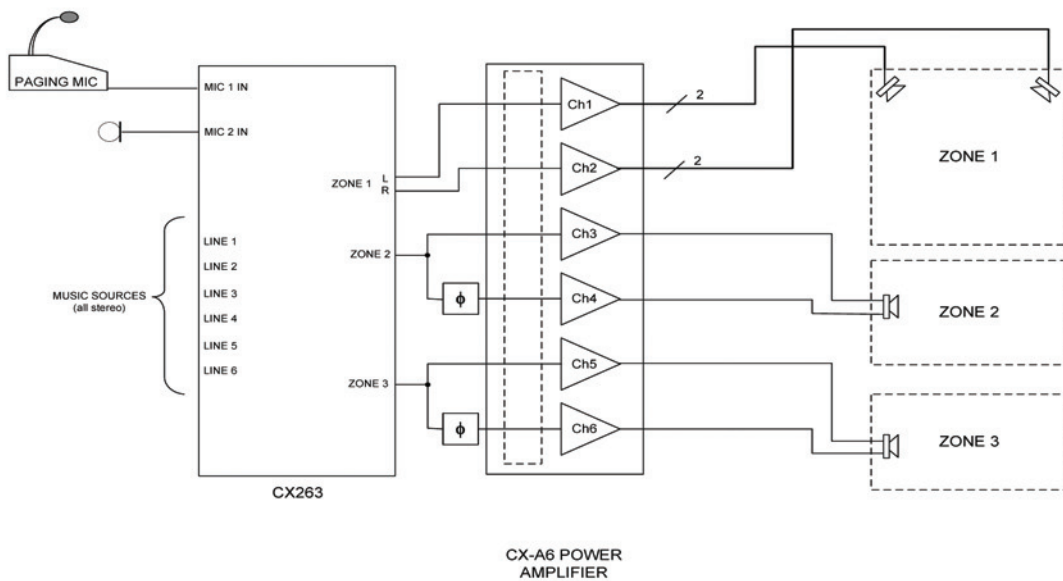 PAGING MIC
MIC 1 IN
MIC 2 IN
ZONE 1
L
R
LINE 1
LINE 2
LINE 3
LINE 4
LINE 5
LINE 6
MUSIC SOURCES
(all stereo)
ZONE 2
ZONE 3
CX263
ϕ
ϕ
Ch1
Ch2
Ch3
Ch4
Ch5
Ch6
2
2
CX-A6 POWER
AMPLIFIER
ZONE 1
ZONE 2
ZONE 3